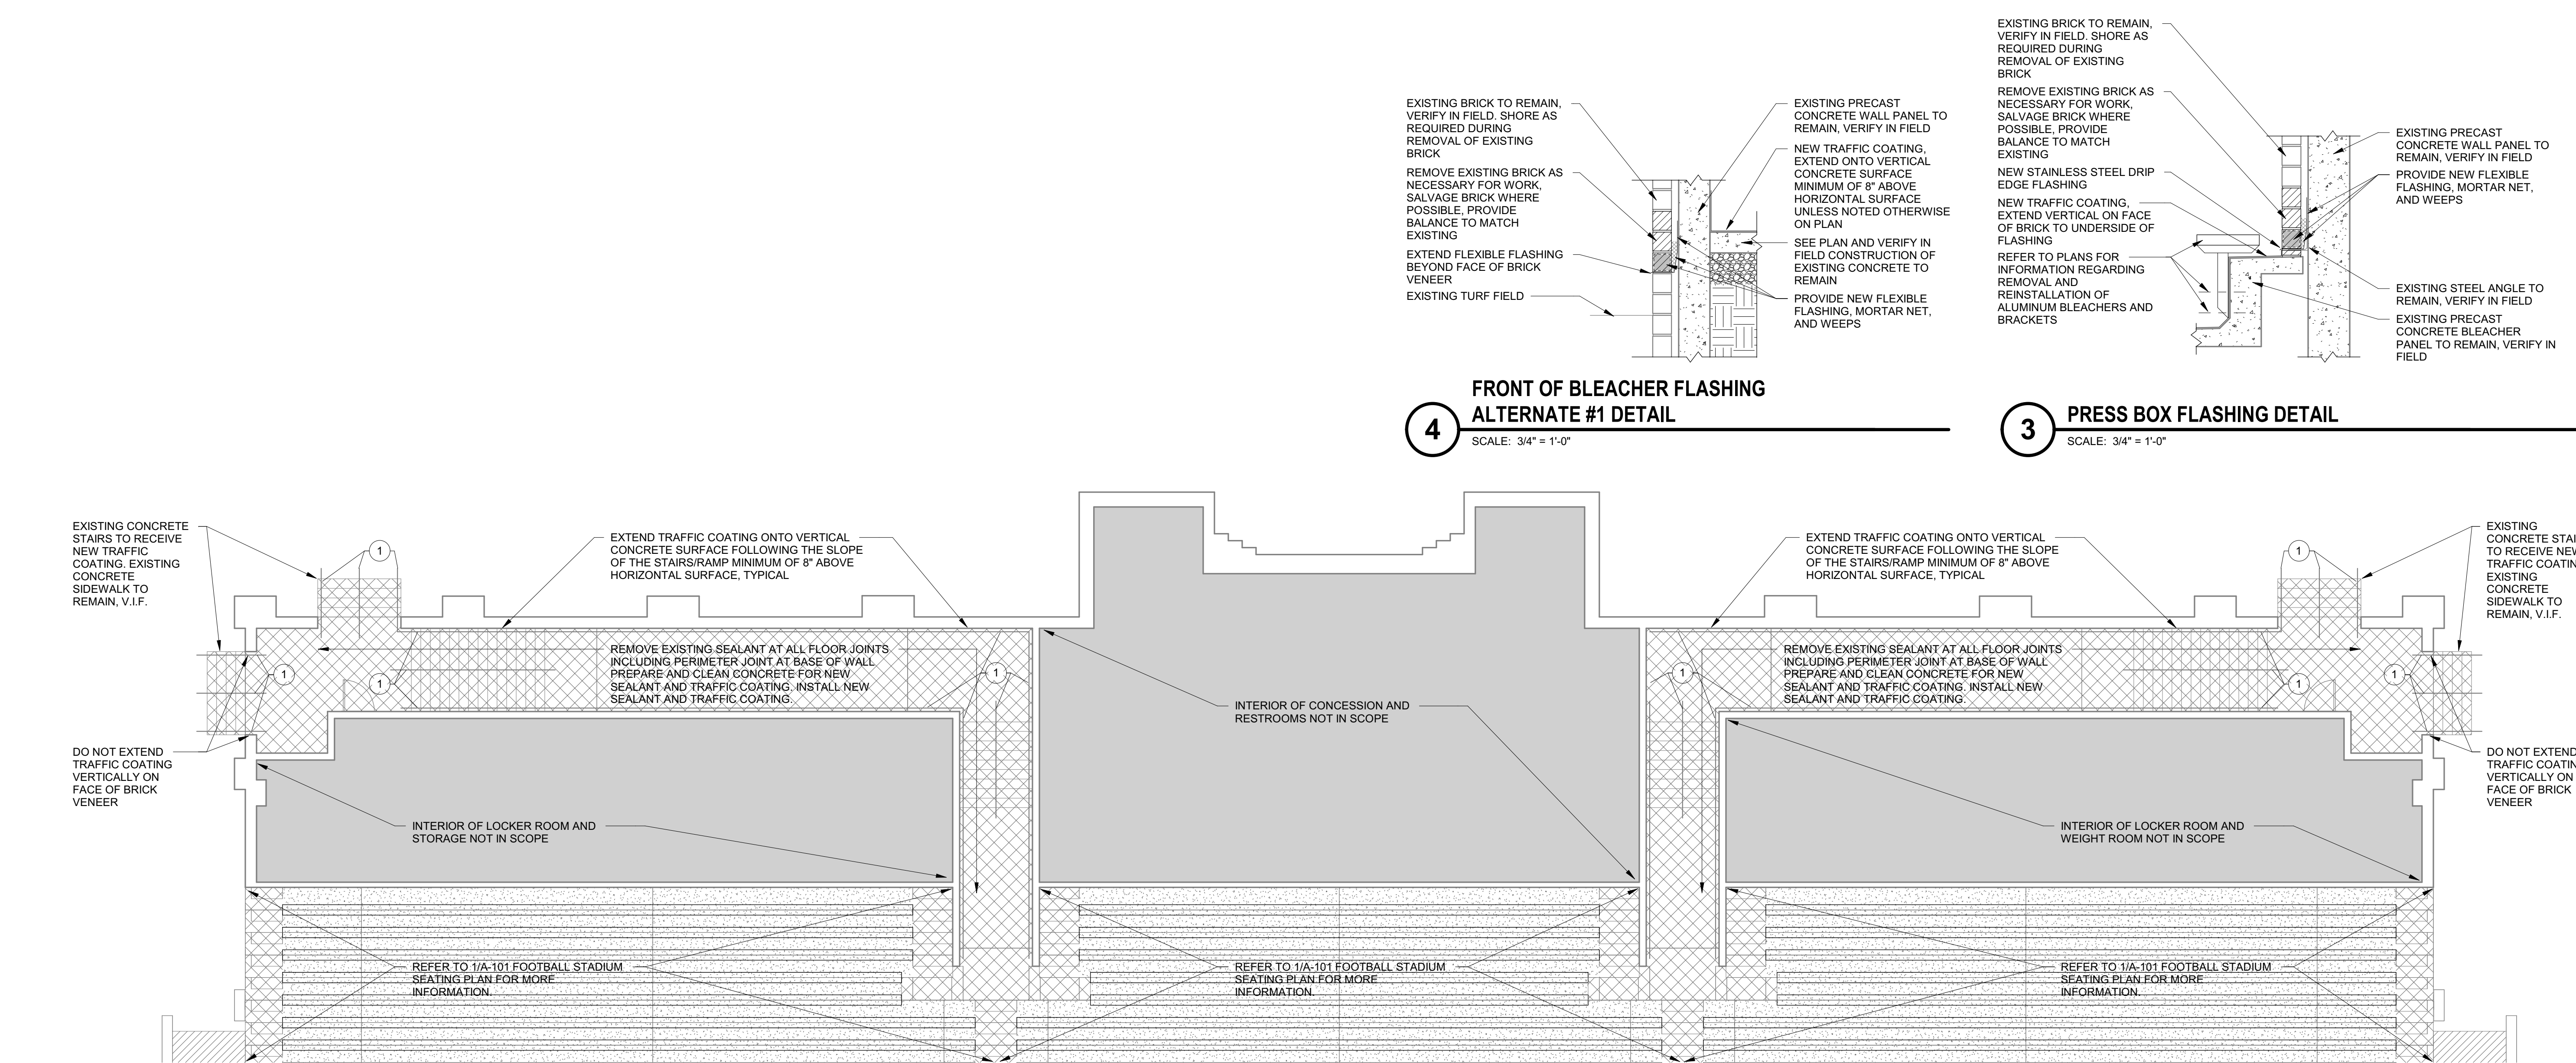 EXISTING BRICK TO REMAIN,
VERIFY IN FIELD. SHORE AS
REQUIRED DURING
REMOVAL OF EXISTING
BRICK
REMOVE EXISTING BRICK AS
NECESSARY FOR WORK,
SALVAGE BRICK WHERE
POSSIBLE, PROVIDE
BALANCE TO MATCH
EXISTING
EXTEND FLEXIBLE FLASHING
BEYOND FACE OF BRICK
VENEER
EXISTING TURF FIELD
EXISTING PRECAST
CONCRETE WALL PANEL TO
REMAIN, VERIFY IN FIELD
NEW TRAFFIC COATING,
EXTEND ONTO VERTICAL
CONCRETE SURFACE
MINIMUM OF 8" ABOVE
HORIZONTAL SURFACE
UNLESS NOTED OTHERWISE
ON PLAN
SEE PLAN AND VERIFY IN
FIELD CONSTRUCTION OF
EXISTING CONCRETE TO
REMAIN
PROVIDE NEW FLEXIBLE
FLASHING, MORTAR NET,
AND WEEPS
4
FRONT OF BLEACHER FLASHING
ALTERNATE #1 DETAIL
SCALE: 3/4" = 1'-0"
EXISTING BRICK TO REMAIN,
VERIFY IN FIELD. SHORE AS
REQUIRED DURING
REMOVAL OF EXISTING
BRICK
REMOVE EXISTING BRICK AS
NECESSARY FOR WORK,
SALVAGE BRICK WHERE
POSSIBLE, PROVIDE
BALANCE TO MATCH
EXISTING
NEW STAINLESS STEEL DRIP
EDGE FLASHING
NEW TRAFFIC COATING,
EXTEND VERTICAL ON FACE
OF BRICK TO UNDERSIDE OF
FLASHING
REFER TO PLANS FOR
INFORMATION REGARDING
REMOVAL AND
REINSTALLATION OF
ALUMINUM BLEACHERS AND
BRACKETS
EXISTING PRECAST
CONCRETE WALL PANEL TO
REMAIN, VERIFY IN FIELD
PROVIDE NEW FLEXIBLE
FLASHING, MORTAR NET,
AND WEEPS
EXISTING STEEL ANGLE TO
REMAIN, VERIFY IN FIELD
EXISTING PRECAST
CONCRETE BLEACHER
PANEL TO REMAIN, VERIFY IN
FIELD
3
PRESS BOX FLASHING DETAIL
SCALE: 3/4" = 1'-0"
EXISTING CONCRETE
STAIRS TO RECEIVE
NEW TRAFFIC
COATING. EXISTING
CONCRETE
SIDEWALK TO
REMAIN, V.I.F.
1
EXTEND TRAFFIC COATING ONTO VERTICAL
CONCRETE SURFACE FOLLOWING THE SLOPE
OF THE STAIRS/RAMP MINIMUM OF 8" ABOVE
HORIZONTAL SURFACE, TYPICAL
EXTEND TRAFFIC COATING ONTO VERTICAL
CONCRETE SURFACE FOLLOWING THE SLOPE
OF THE STAIRS/RAMP MINIMUM OF 8" ABOVE
HORIZONTAL SURFACE, TYPICAL
1
EXISTING
CONCRETE STAI
TO RECEIVE NEW
TRAFFIC COATIN
EXISTING
CONCRETE
SIDEWALK TO
REMAIN, V.I.F.
1
1
REMOVE EXISTING SEALANT AT ALL FLOOR JOINTS
INCLUDING PERIMETER JOINT AT BASE OF WALL
PREPARE AND CLEAN CONCRETE FOR NEW
SEALANT AND TRAFFIC COATING. INSTALL NEW
SEALANT AND TRAFFIC COATING.
1
INTERIOR OF CONCESSION AND
RESTROOMS NOT IN SCOPE
1
REMOVE EXISTING SEALANT AT ALL FLOOR JOINTS
INCLUDING PERIMETER JOINT AT BASE OF WALL
PREPARE AND CLEAN CONCRETE FOR NEW
SEALANT AND TRAFFIC COATING. INSTALL NEW
SEALANT AND TRAFFIC COATING.
1
1
DO NOT EXTEND
TRAFFIC COATING
VERTICALLY ON
FACE OF BRICK
VENEER
DO NOT EXTEND
TRAFFIC COATIN
VERTICALLY ON
FACE OF BRICK
VENEER
INTERIOR OF LOCKER ROOM AND
STORAGE NOT IN SCOPE
INTERIOR OF LOCKER ROOM AND
WEIGHT ROOM NOT IN SCOPE
REFER TO 1/A-101 FOOTBALL STADIUM
SEATING PLAN FOR MORE
INFORMATION.
REFER TO 1/A-101 FOOTBALL STADIUM
SEATING PLAN FOR MORE
INFORMATION.
REFER TO 1/A-101 FOOTBALL STADIUM
SEATING PLAN FOR MORE
INFORMATION.